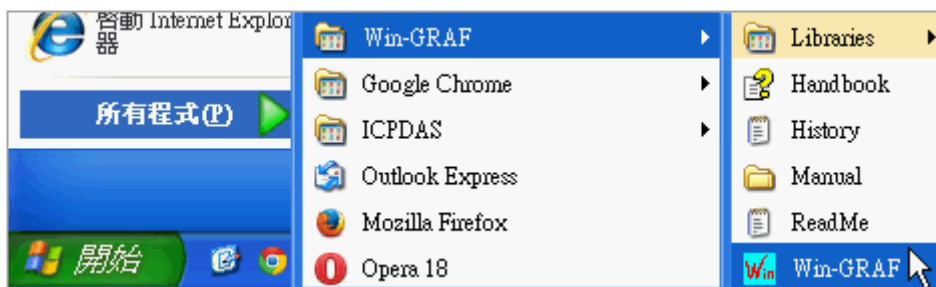 啟動 Internet Explor
器
所有程式(P)
開始
Win-GRAF
Google Chrome
ICPDAS
Outlook Express
Mozilla Firefox
Opera 18
Libraries
Handbook
History
Manual
ReadMe
Win
Win-GRAF